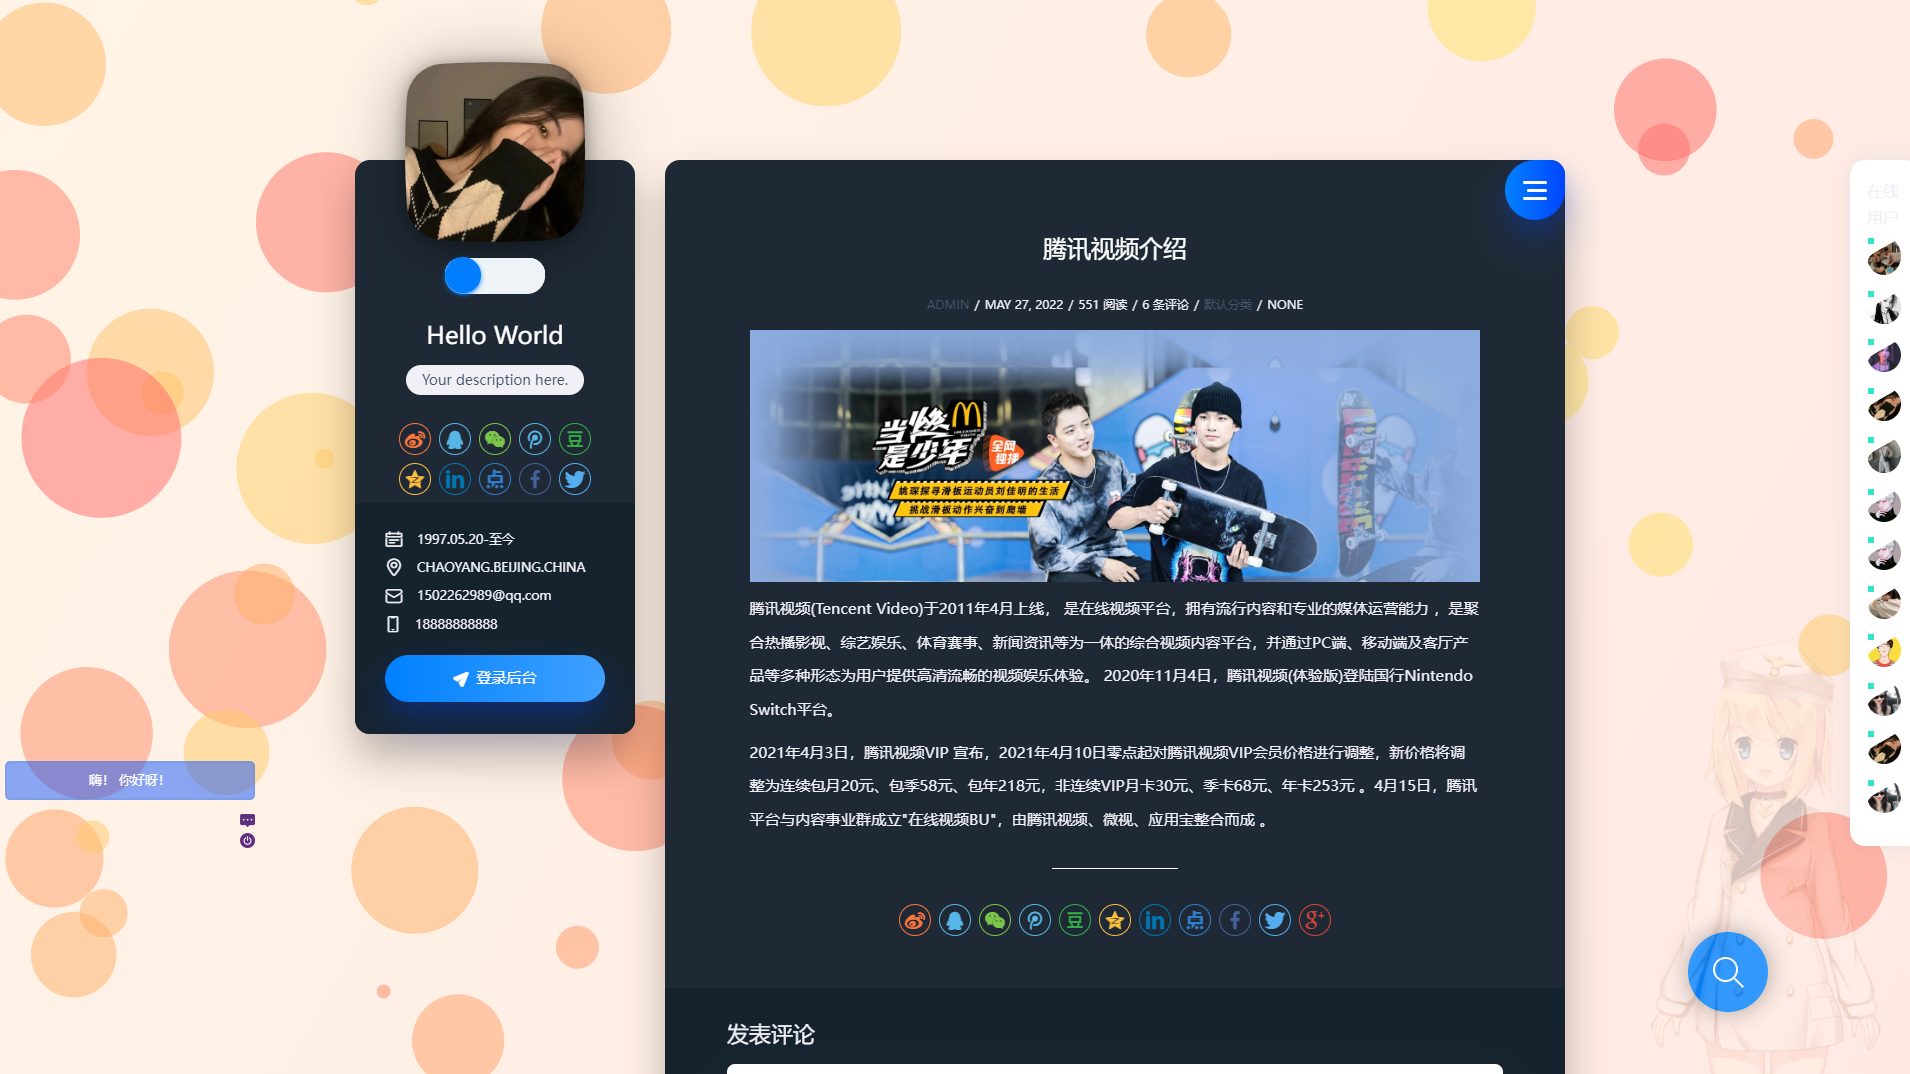 Hello World
Your description here.
1997.05.20-至今
CHAOYANG.BEIJING.CHINA
1502262989@qq.com
18888888888
登录后台
嗨！ 你好呀！
腾讯视频介绍
ADMIN / MAY 27, 2022 / 551 阅读 / 6 条评论 / 默认分类 / NONE
当燃
是少年
全网
独播
姚琛探寻滑板运动员刘佳明的生活
挑战滑板动作兴奋到爬墙
腾讯视频(Tencent Video)于2011年4月上线， 是在线视频平台，拥有流行内容和专业的媒体运营能力 ，是聚
合热播影视、综艺娱乐、体育赛事、新闻资讯等为一体的综合视频内容平台，并通过PC端、移动端及客厅产
品等多种形态为用户提供高清流畅的视频娱乐体验。 2020年11月4日，腾讯视频(体验版)登陆国行Nintendo
Switch平台。
2021年4月3日，腾讯视频VIP 宣布，2021年4月10日零点起对腾讯视频VIP会员价格进行调整，新价格将调
整为连续包月20元、包季58元、包年218元，非连续VIP月卡30元、季卡68元、年卡253元 。4月15日，腾讯
平台与内容事业群成立"在线视频BU"，由腾讯视频、微视、应用宝整合而成 。
发表评论
在线
用户